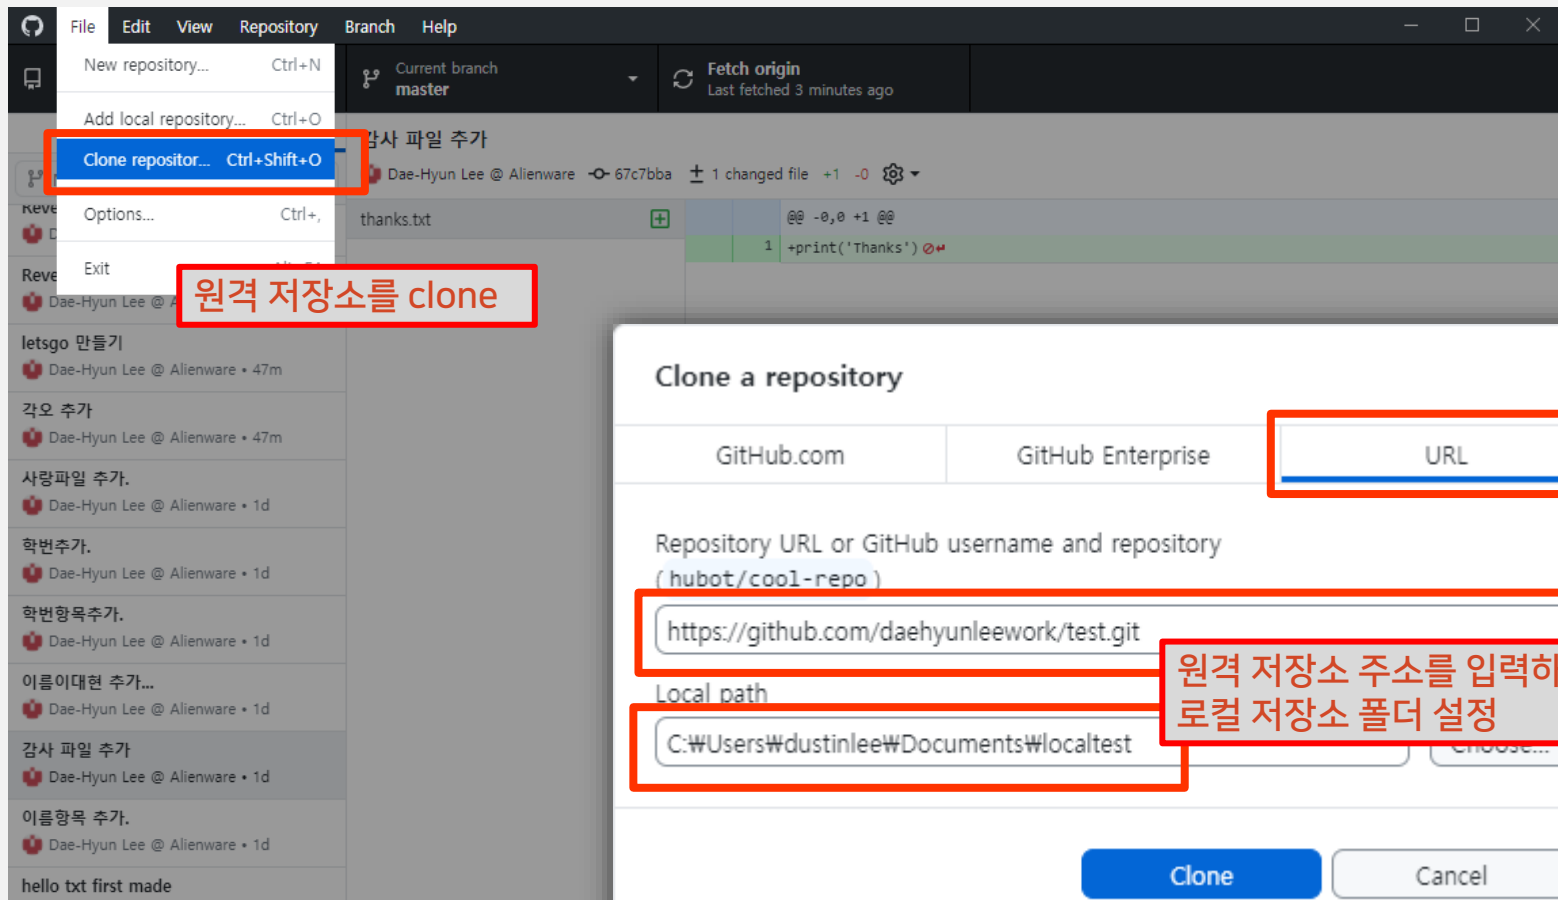 File Edit View Repository Branch Help
New repository... Ctrl+N
Add local repository... Ctrl+O
Clone repositor... Ctrl+Shift+O
Options... Ctrl+,
Exit
Current branch
master
Fetch origin
Last fetched 3 minutes ago
감사 파일 추가
Dae-Hyun Lee @ Alienware 67c7bba 1 changed file +1 -0
thanks.txt
@@ -0,0 +1 @@
1 +print('Thanks')
원격 저장소를 clone
Reve
Reve
Dae-Hyun Lee @
letsgo 만들기
Dae-Hyun Lee @ Alienware • 47m
각오 추가
Dae-Hyun Lee @ Alienware • 47m
사랑파일 추가.
Dae-Hyun Lee @ Alienware • 1d
학번추가.
Dae-Hyun Lee @ Alienware • 1d
학번항목추가.
Dae-Hyun Lee @ Alienware • 1d
이름이대현 추가...
Dae-Hyun Lee @ Alienware • 1d
감사 파일 추가
Dae-Hyun Lee @ Alienware • 1d
이름항목 추가.
Dae-Hyun Lee @ Alienware • 1d
hello txt first made
Clone a repository
GitHub.com GitHub Enterprise URL
Repository URL or GitHub username and repository
(hubot/cool-repo)
https://github.com/daehyunleework/test.git
원격 저장소 주소를 입력하
로컬 저장소 폴더 설정
Local path
C:₩Users₩dustinlee₩Documents₩localtest
Choose...
Clone Cancel